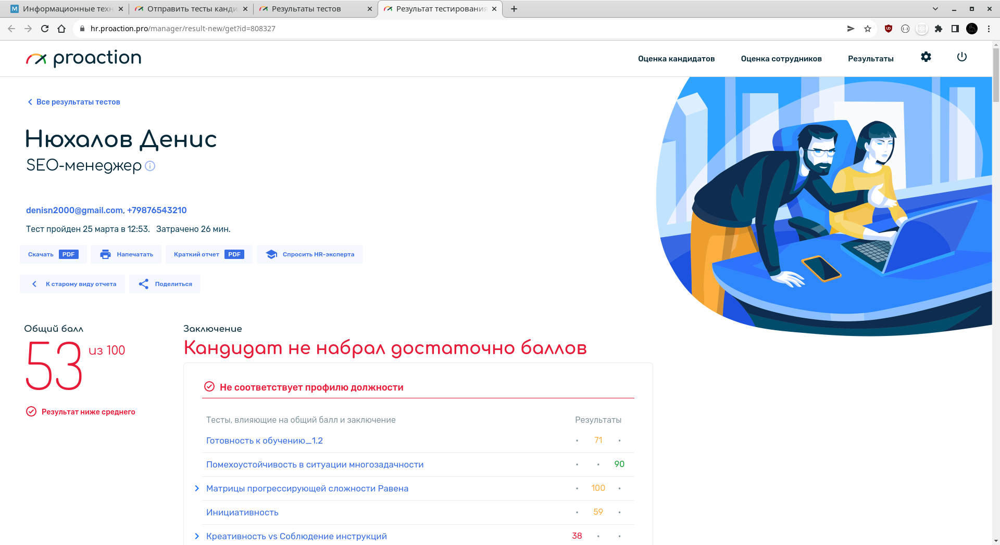 Информационные техн
Отправить тесты канди
Результаты тестов
Результат тестирования
hr.proaction.pro/manager/result-new/get?id=808327
proaction
Оценка кандидатов
Оценка сотрудников
Результаты
Все результаты тестов
Нюхалов Денис
SEO-менеджер
denisn2000@gmail.com, +79876543210
Тест пройден 25 марта в 12:53. Затрачено 26 мин.
Скачать PDF
Напечатать
Краткий отчет PDF
Спросить HR-эксперта
К старому виду отчета
Поделиться
Общий балл
53 из 100
Результат ниже среднего
Заключение
Кандидат не набрал достаточно баллов
Не соответствует профилю должности
Тесты, влияющие на общий балл и заключение Результаты
Готовность к обучению_1.2 71
Помехоустойчивость в ситуации многозадачности 90
Матрицы прогрессирующей сложности Равена 100
Инициативность 59
Креативность vs Соблюдение инструкций 38